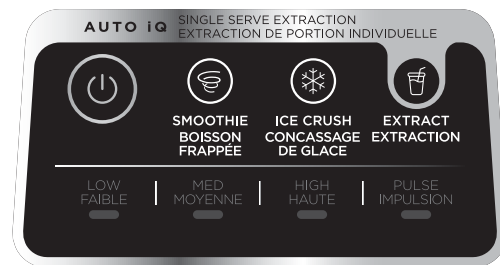 AUTO iQ
SINGLE SERVE EXTRACTION
EXTRACTION DE PORTION INDIVIDUELLE
SMOOTHIE
BOISSON
FRAPPÉE
ICE CRUSH
CONCASSAGE
DE GLACE
EXTRACT
EXTRACTION
LOW
FAIBLE
MED
MOYENNE
HIGH
HAUTE
PULSE
IMPULSION